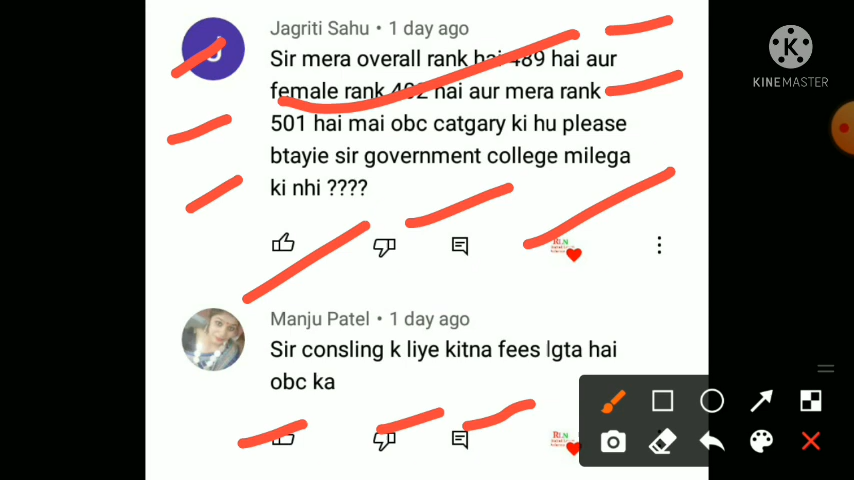 Jagriti Sahu • 1 day ago
Sir mera overall rank hai 489 hai aur
female rank 492 hai aur mera rank
501 hai mai obc catgary ki hu please
btayie sir government college milega
ki nhi ????
Manju Patel • 1 day ago
Sir consling k liye kitna fees lgta hai
obc ka
K
KINEMASTER